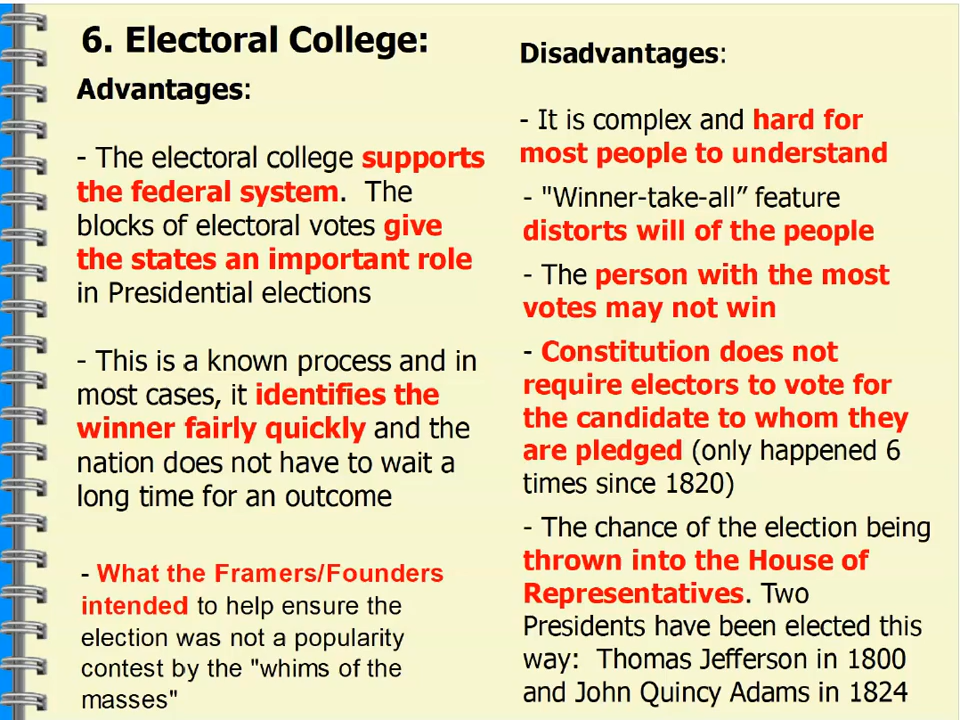 6. Electoral College:
Advantages:
- The electoral college supports
the federal system. The
blocks of electoral votes give
the states an important role
in Presidential elections
- This is a known process and in
most cases, it identifies the
winner fairly quickly and the
nation does not have to wait a
long time for an outcome
- What the Framers/Founders
intended to help ensure the
election was not a popularity
contest by the "whims of the
masses"
Disadvantages:
- It is complex and hard for
most people to understand
- "Winner-take-all” feature
distorts will of the people
- The person with the most
votes may not win
- Constitution does not
require electors to vote for
the candidate to whom they
are pledged (only happened 6
times since 1820)
- The chance of the election being
thrown into the House of
Representatives. Two
Presidents have been elected this
way: Thomas Jefferson in 1800
and John Quincy Adams in 1824